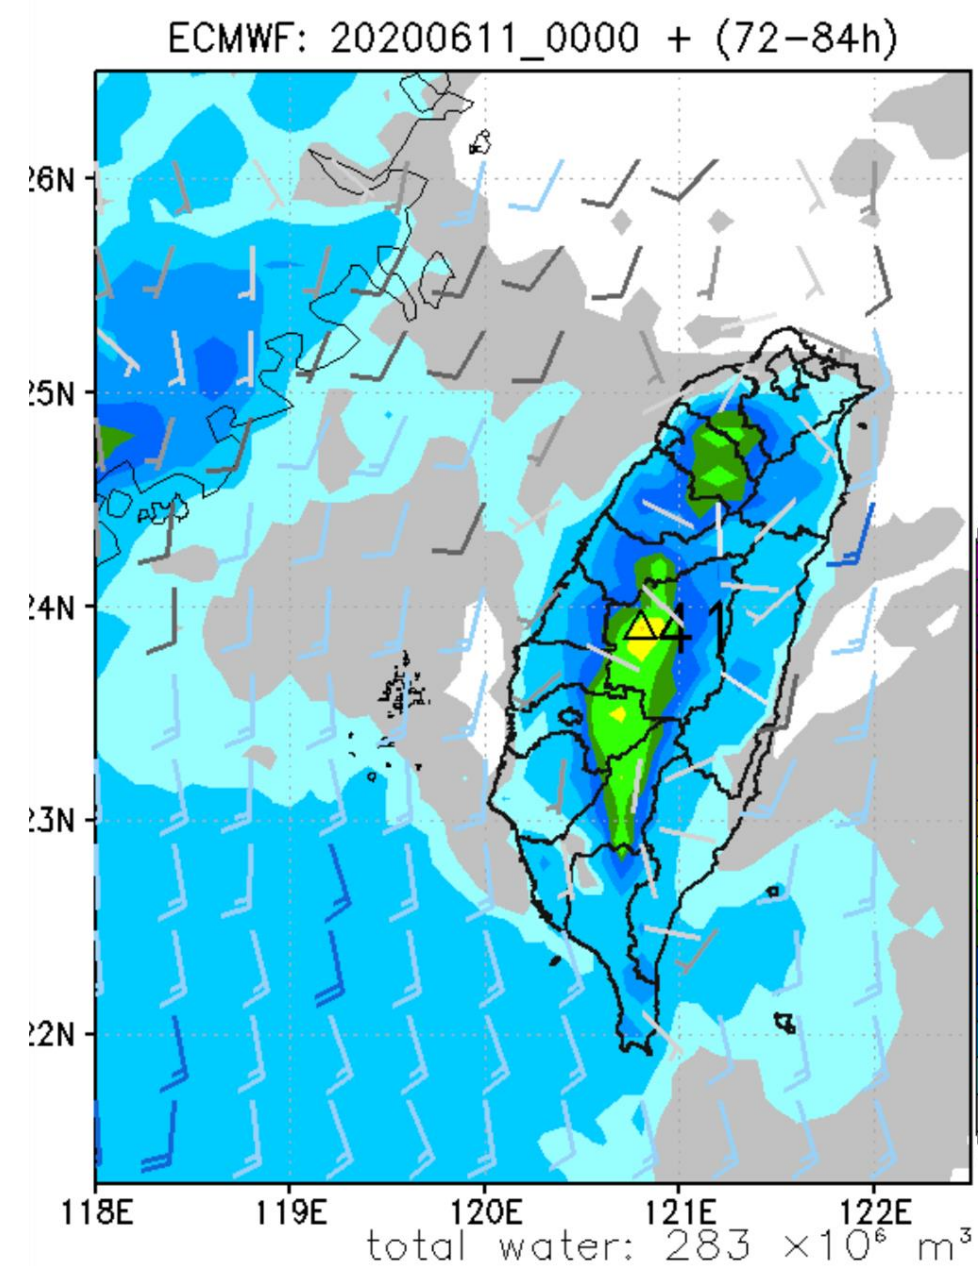 ECMWF: 20200611_0000 + (72−84h)
26N
25N
24N
41
23N
22N
118E 119E 120E 121E 122E
total water: 283 ×10⁶ m³